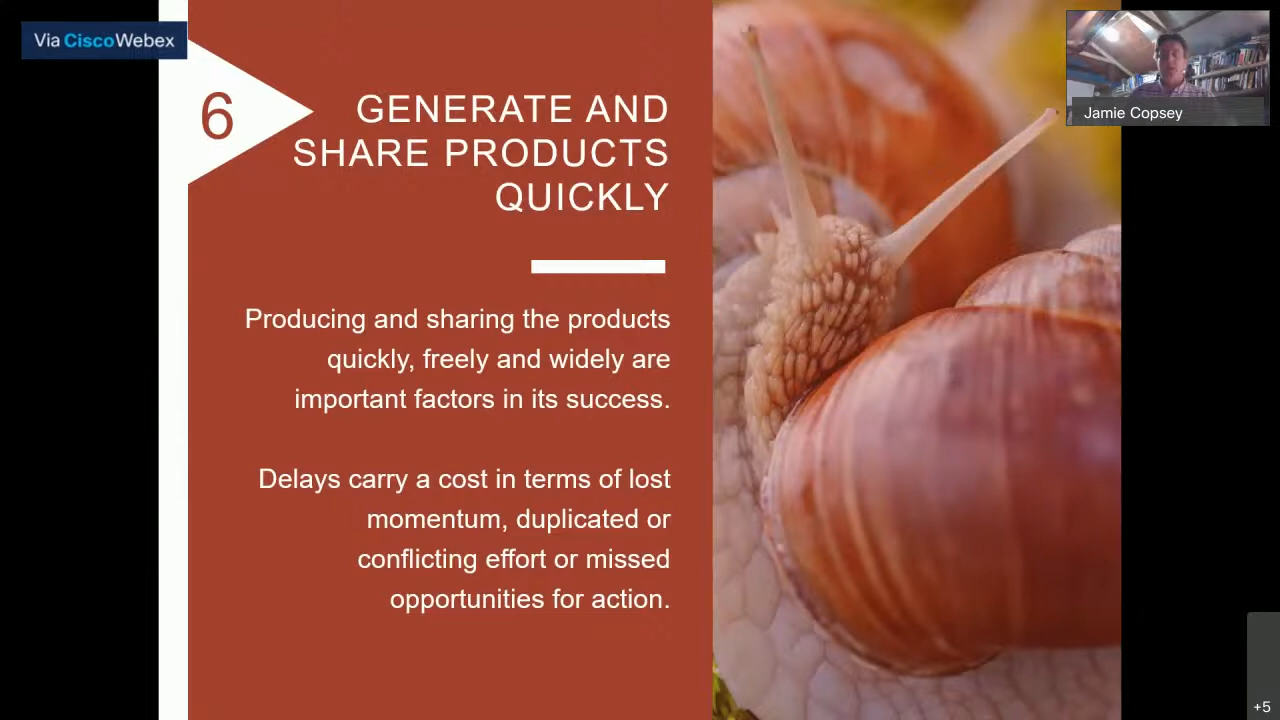 Via CiscoWebex
6
GENERATE AND
SHARE PRODUCTS
QUICKLY
Producing and sharing the products
quickly, freely and widely are
important factors in its success.
Delays carry a cost in terms of lost
momentum, duplicated or
conflicting effort or missed
opportunities for action.
Jamie Copsey
+5